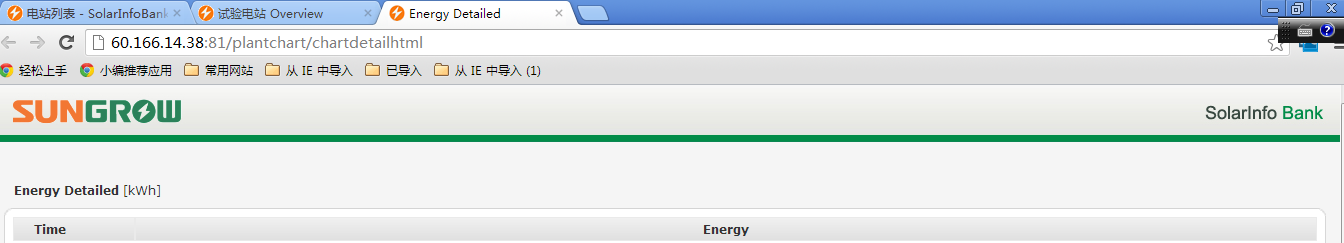 电站列表 - SolarInfoBank
试验电站 Overview
Energy Detailed
60.166.14.38:81/plantchart/chartdetailhtml
轻松上手 小编推荐应用 常用网站 从 IE 中导入 已导入 从 IE 中导入 (1)
SUNGROW
SolarInfo Bank
Energy Detailed [kWh]
Time Energy